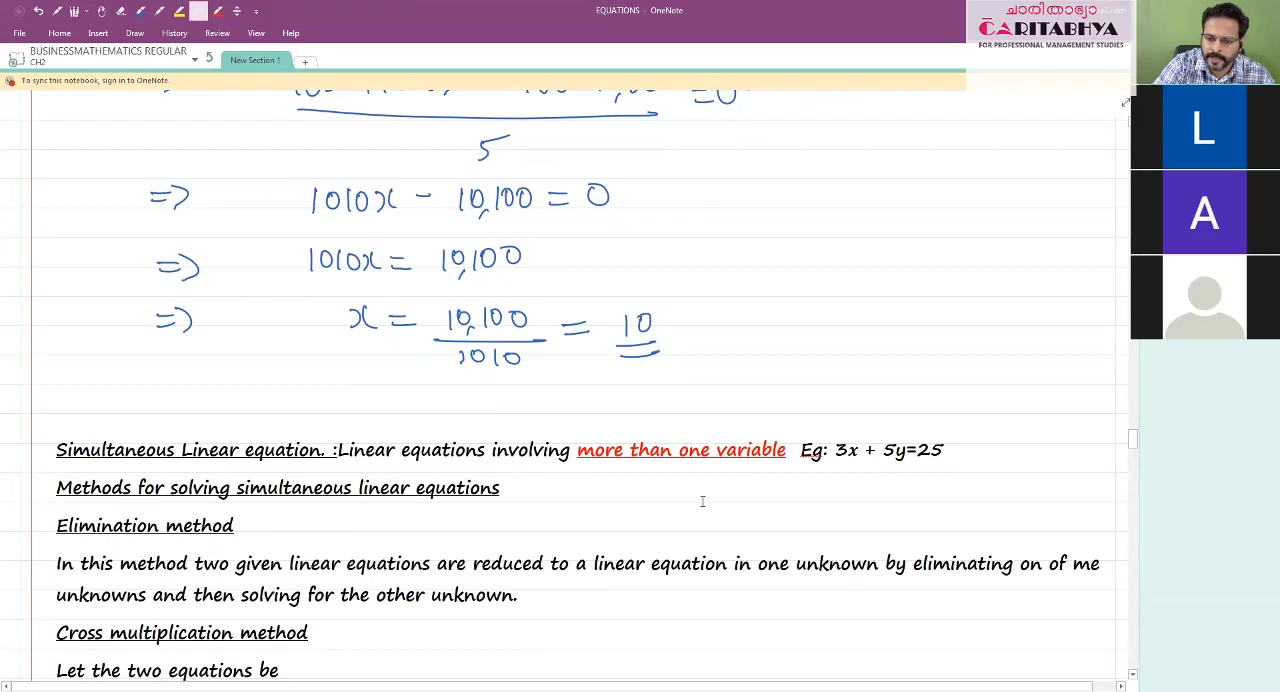 EQUATIONS - OneNote
ചാരിതാഭ്യാ
CARITABHYA
FOR PROFESSIONAL MANAGEMENT STUDIES
File Home Insert Draw History Review View Help
BUSINESSMATHEMATICS REGULAR
CH2
New Section 1
To sync this notebook, sign in to OneNote.
5
=> 1010x - 10,100 = 0
=> 1010x = 10,100
=> x = 10,100 / 1010 = 10
Simultaneous Linear equation. :Linear equations involving more than one variable Eg: 3x + 5y=25
Methods for solving simultaneous linear equations
Elimination method
In this method two given linear equations are reduced to a linear equation in one unknown by eliminating on of me
unknowns and then solving for the other unknown.
Cross multiplication method
Let the two equations be
L
A